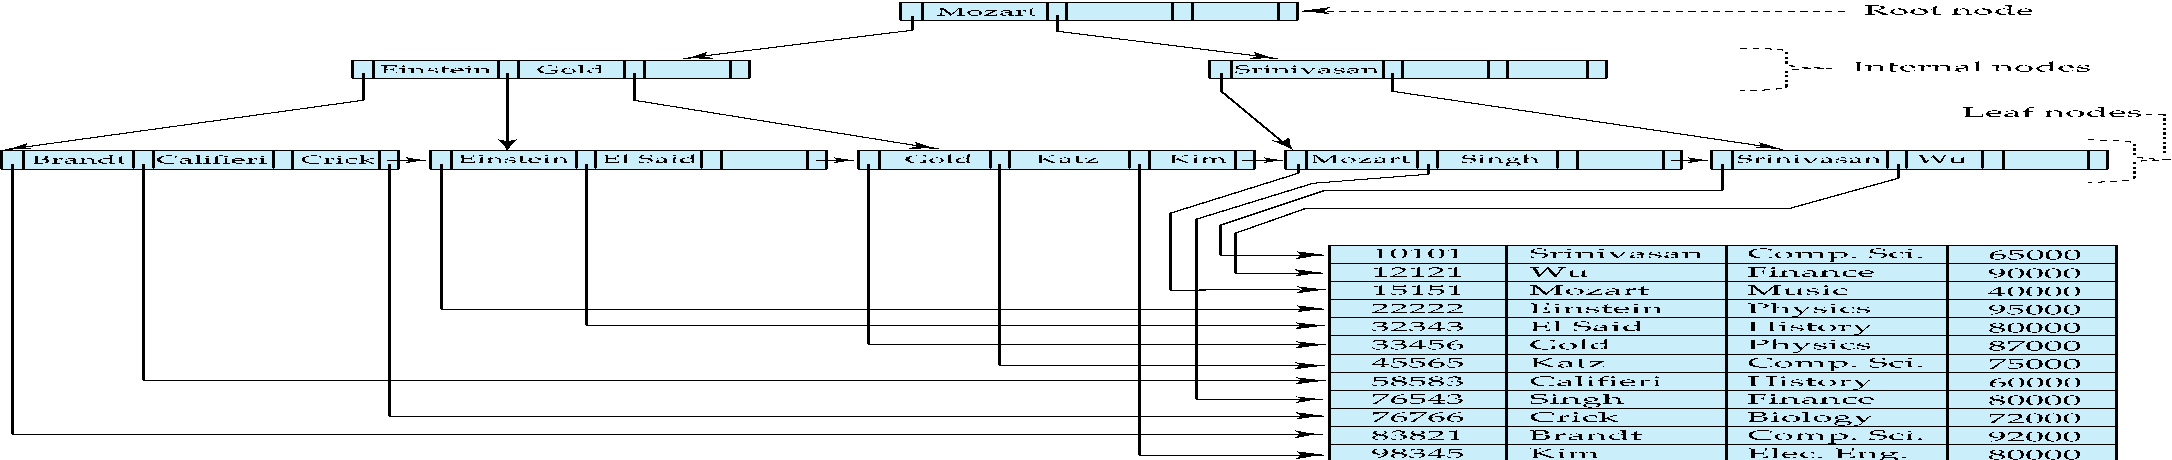 Mozart Root node
Einstein Gold Srinivasan Internal nodes
Leaf nodes
Brandt Califieri Crick Einstein El Said Gold Katz Kim Mozart Singh Srinivasan Wu
10101 Srinivasan Comp. Sci. 65000
12121 Wu Finance 90000
15151 Mozart Music 40000
22222 Einstein Physics 95000
32343 El Said History 80000
33456 Gold Physics 87000
45565 Katz Comp. Sci. 75000
58583 Califieri History 60000
76543 Singh Finance 80000
76766 Crick Biology 72000
83821 Brandt Comp. Sci. 92000
98345 Kim Elec. Eng. 80000